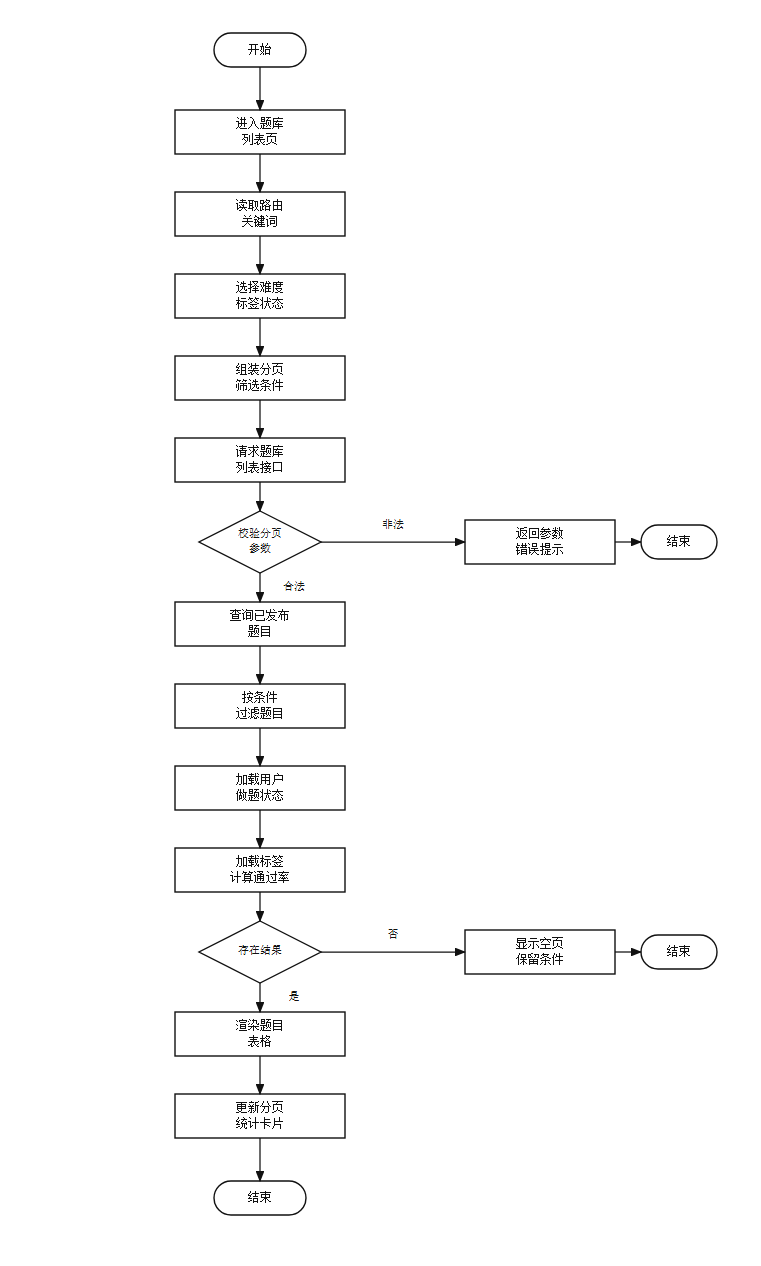 开始
进入题库
列表页
读取路由
关键词
选择难度
标签状态
组装分页
筛选条件
请求题库
列表接口
校验分页
参数
非法
返回参数
错误提示
结束
合法
查询已发布
题目
按条件
过滤题目
加载用户
做题状态
加载标签
计算通过率
存在结果
否
显示空页
保留条件
结束
是
渲染题目
表格
更新分页
统计卡片
结束